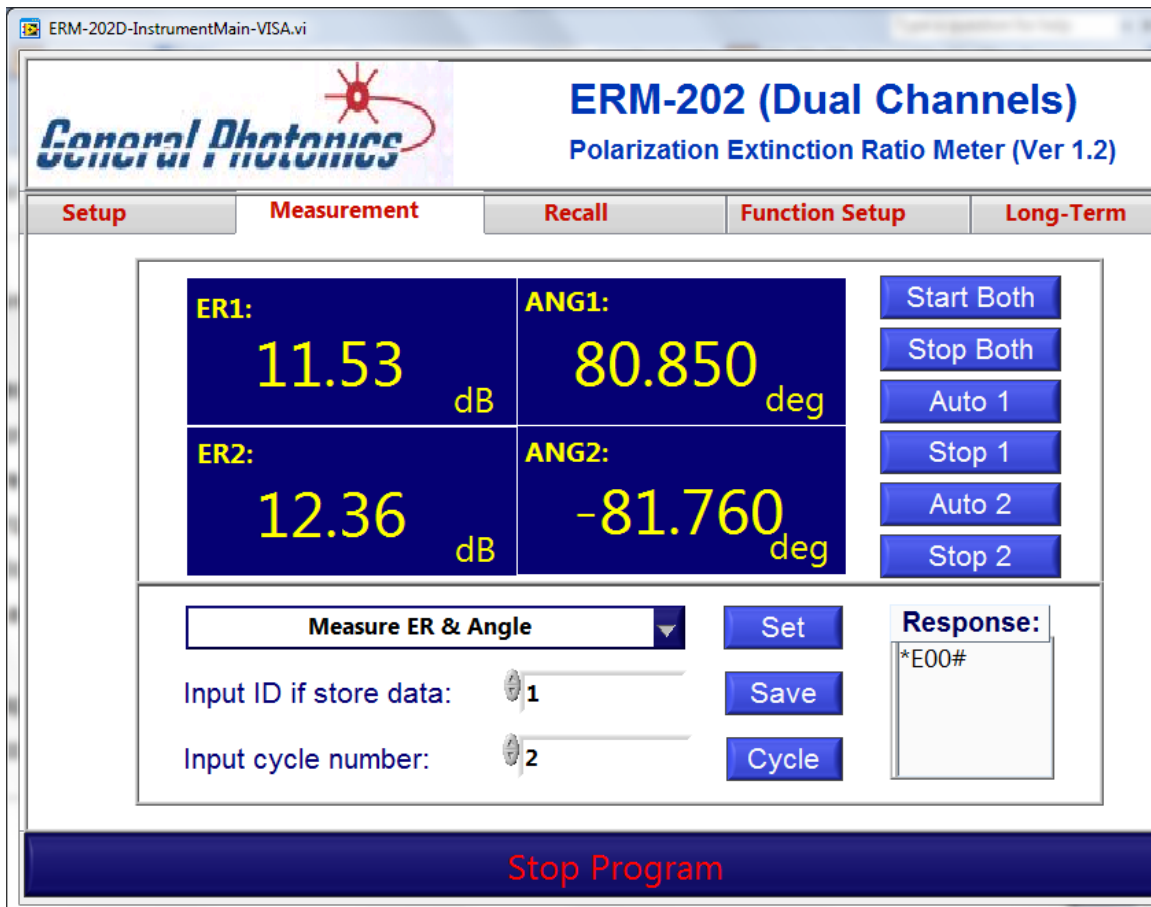 ERM-202D-InstrumentMain-VISA.vi
General Photonics
ERM-202 (Dual Channels)
Polarization Extinction Ratio Meter (Ver 1.2)
Setup Measurement Recall Function Setup Long-Term
ER1: ANG1:
11.53 dB 80.850 deg
ER2: ANG2:
12.36 dB -81.760 deg
Start Both
Stop Both
Auto 1
Stop 1
Auto 2
Stop 2
Measure ER & Angle Set
Input ID if store data: 1 Save
Input cycle number: 2 Cycle
Response:
*E00#
Stop Program